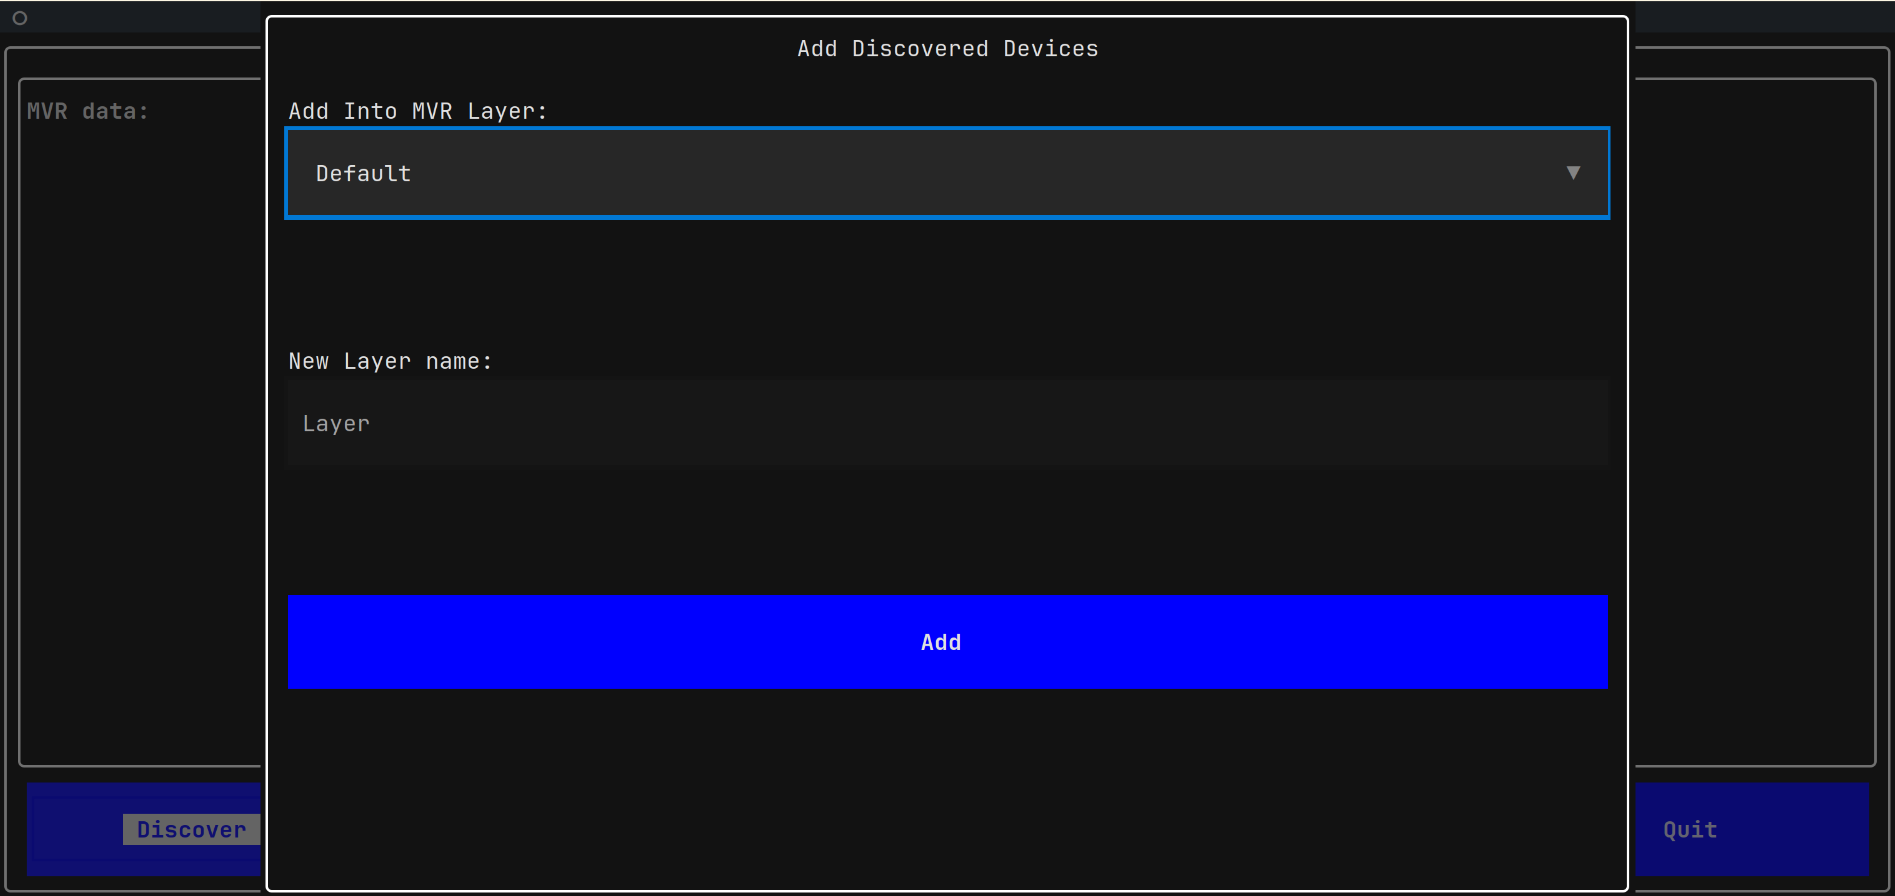 Add Discovered Devices
Add Into MVR Layer:
MVR data:
Default
New Layer name:
Layer
Add
Discover
Quit